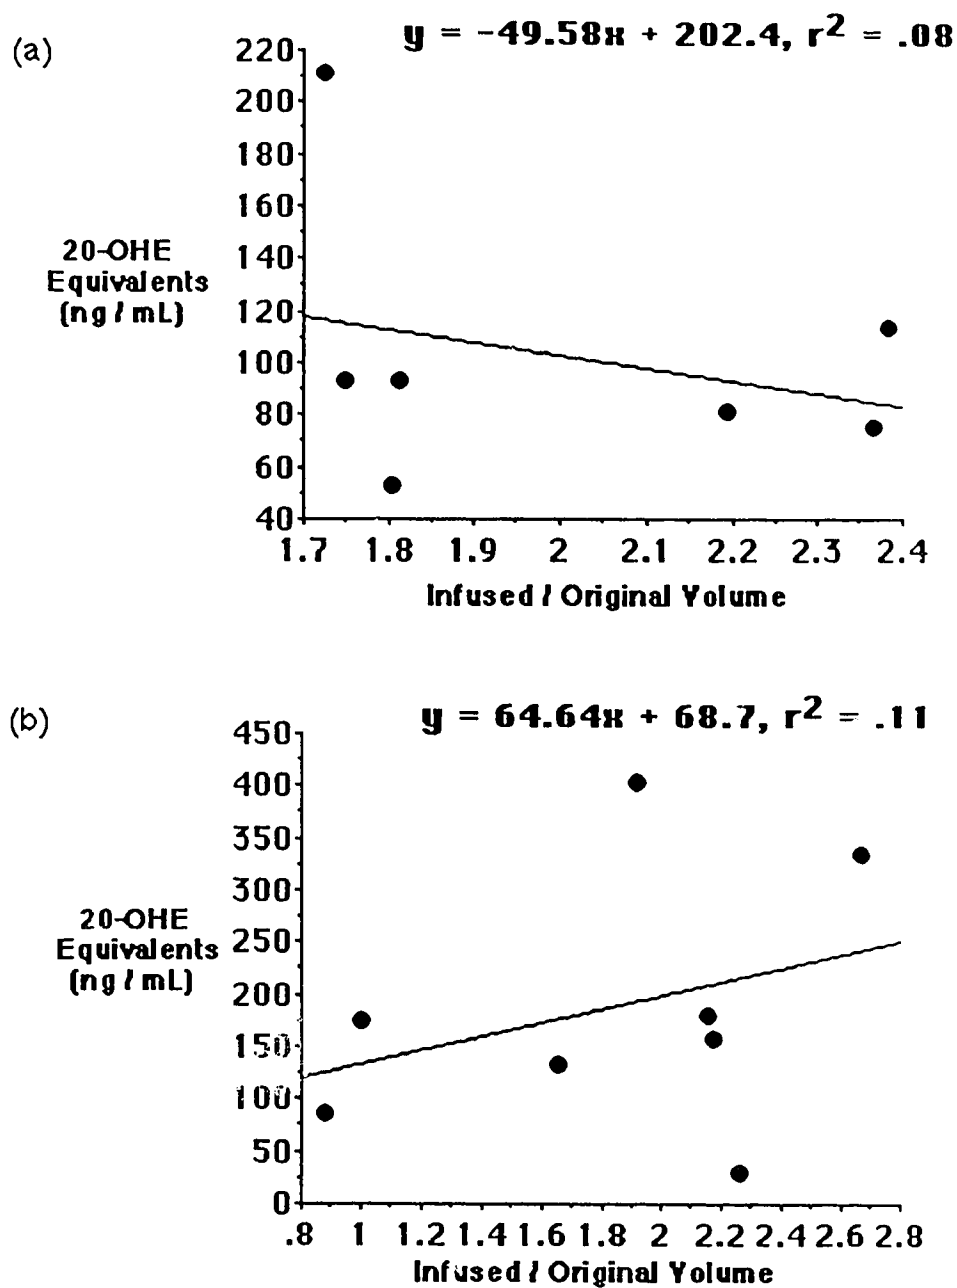 (a)
y = -49.58x + 202.4, r² = .08
220
200
180
160
140
120
100
80
60
40
20-OHE
Equivalents
(ng / mL)
1.7 1.8 1.9 2 2.1 2.2 2.3 2.4
Infused / Original Volume
(b)
y = 64.64x + 68.7, r² = .11
450
400
350
300
250
200
150
100
50
0
20-OHE
Equivalents
(ng / mL)
.8 1 1.2 1.4 1.6 1.8 2 2.2 2.4 2.6 2.8
Infused / Original Volume